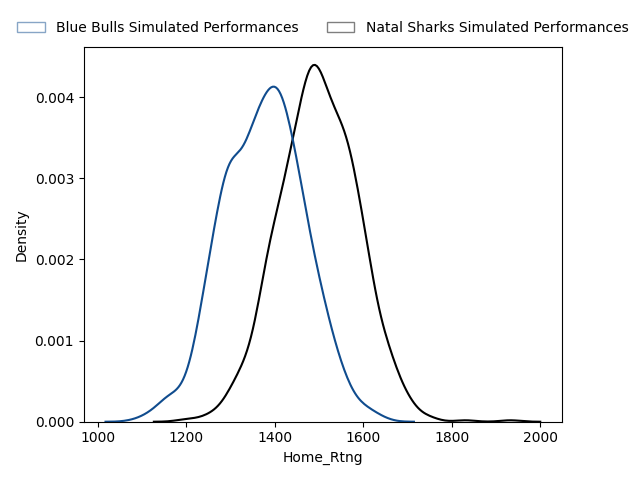 Blue Bulls Simulated Performances Natal Sharks Simulated Performances
0.004
0.003
0.002
0.001
0.000
Density
1000 1200 1400 1600 1800 2000
Home_Rtng